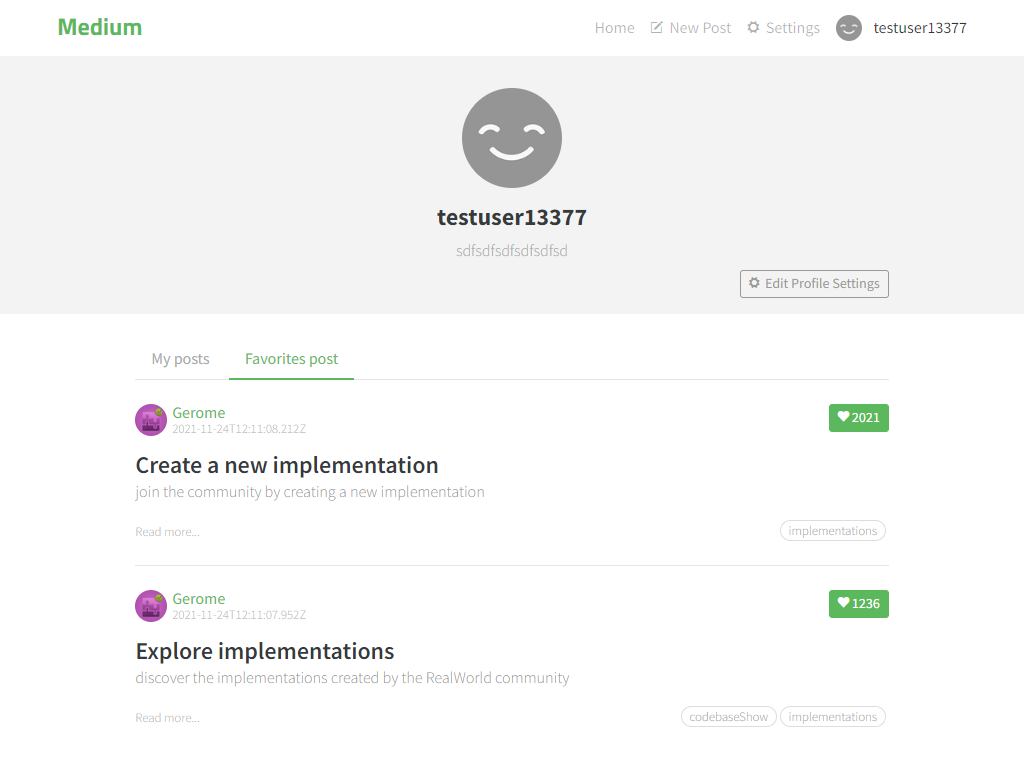 Medium
Home New Post Settings testuser13377
testuser13377
sdfsdfsdfsdfsdfsd
Edit Profile Settings
My posts Favorites post
Gerome
2021-11-24T12:11:08.212Z
2021
Create a new implementation
join the community by creating a new implementation
Read more...
implementations
Gerome
2021-11-24T12:11:07.952Z
1236
Explore implementations
discover the implementations created by the RealWorld community
Read more...
codebaseShow implementations